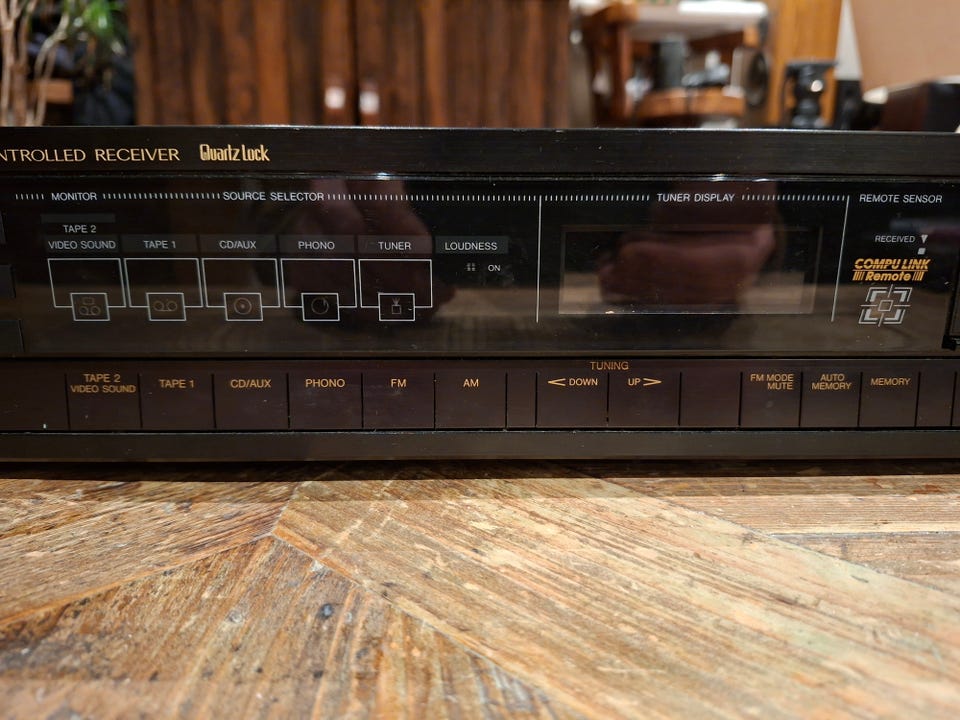 NTROLLED RECEIVER Quartz Lock
MONITOR SOURCE SELECTOR TUNER DISPLAY REMOTE SENSOR
TAPE 2
VIDEO SOUND TAPE 1 CD/AUX PHONO TUNER LOUDNESS
RECEIVED
ON
COMPU LINK
Remote
TUNING
TAPE 2
VIDEO SOUND
TAPE 1
CD/AUX
PHONO
FM
AM
DOWN
UP
FM MODE
MUTE
AUTO
MEMORY
MEMORY